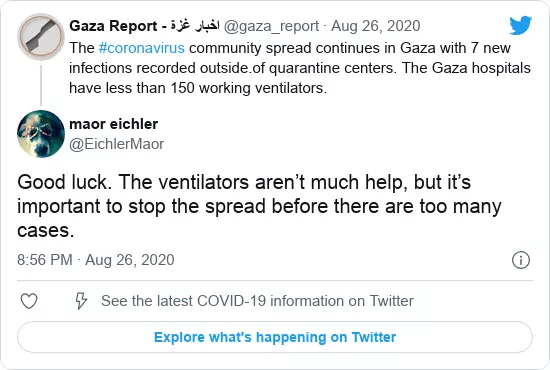 Gaza Report - اخبار غزة @gaza_report · Aug 26, 2020
The #coronavirus community spread continues in Gaza with 7 new
infections recorded outside.of quarantine centers. The Gaza hospitals
have less than 150 working ventilators.
maor eichler
@EichlerMaor
Good luck. The ventilators aren’t much help, but it’s
important to stop the spread before there are too many
cases.
8:56 PM · Aug 26, 2020
See the latest COVID-19 information on Twitter
Explore what's happening on Twitter